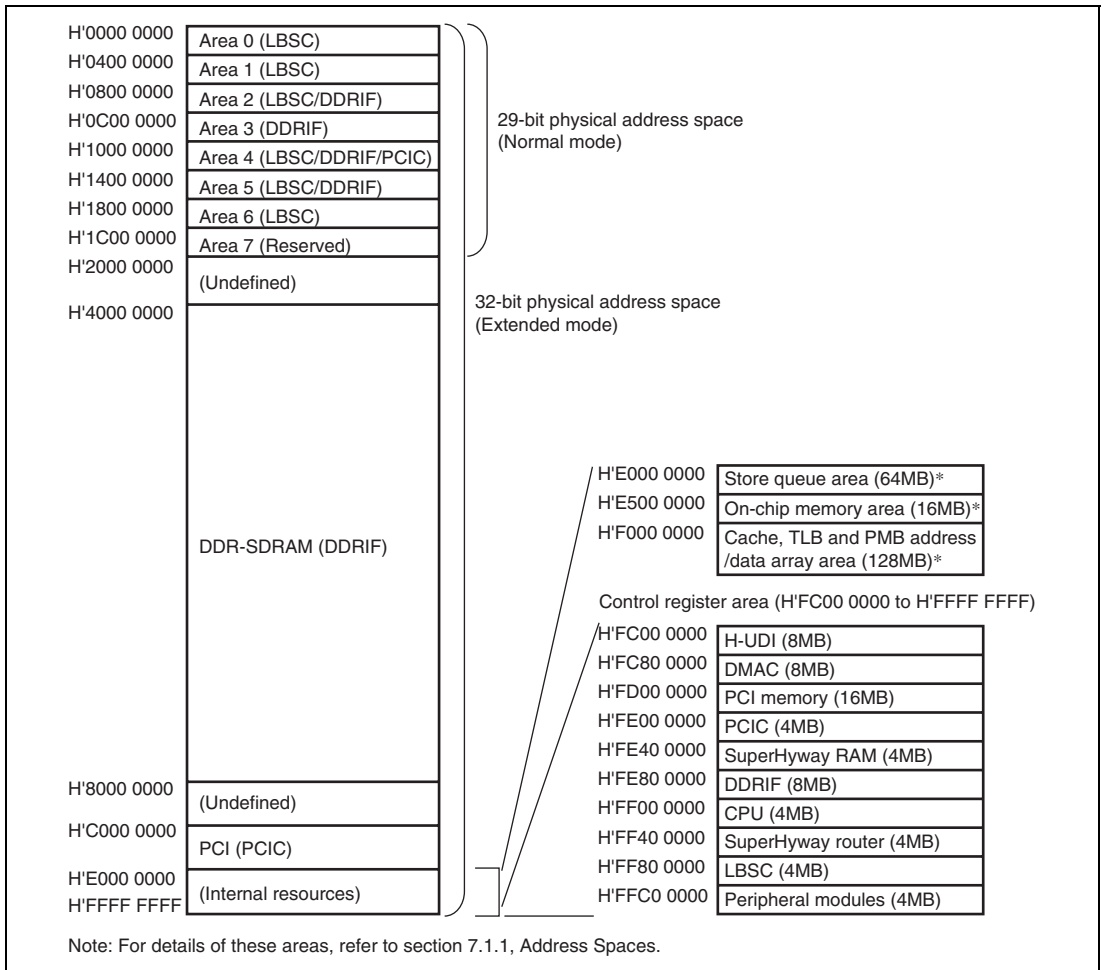 H'0000 0000 Area 0 (LBSC)
H'0400 0000 Area 1 (LBSC)
H'0800 0000 Area 2 (LBSC/DDRIF)
H'0C00 0000 Area 3 (DDRIF)
H'1000 0000 Area 4 (LBSC/DDRIF/PCIC)
H'1400 0000 Area 5 (LBSC/DDRIF)
H'1800 0000 Area 6 (LBSC)
H'1C00 0000 Area 7 (Reserved)
H'2000 0000 (Undefined)
H'4000 0000
DDR-SDRAM (DDRIF)
H'8000 0000 (Undefined)
H'C000 0000 PCI (PCIC)
H'E000 0000 (Internal resources)
H'FFFF FFFF
29-bit physical address space
(Normal mode)
32-bit physical address space
(Extended mode)
H'E000 0000 Store queue area (64MB)*
H'E500 0000 On-chip memory area (16MB)*
H'F000 0000 Cache, TLB and PMB address
/data array area (128MB)*
Control register area (H'FC00 0000 to H'FFFF FFFF)
H'FC00 0000 H-UDI (8MB)
H'FC80 0000 DMAC (8MB)
H'FD00 0000 PCI memory (16MB)
H'FE00 0000 PCIC (4MB)
H'FE40 0000 SuperHyway RAM (4MB)
H'FE80 0000 DDRIF (8MB)
H'FF00 0000 CPU (4MB)
H'FF40 0000 SuperHyway router (4MB)
H'FF80 0000 LBSC (4MB)
H'FFC0 0000 Peripheral modules (4MB)
Note: For details of these areas, refer to section 7.1.1, Address Spaces.